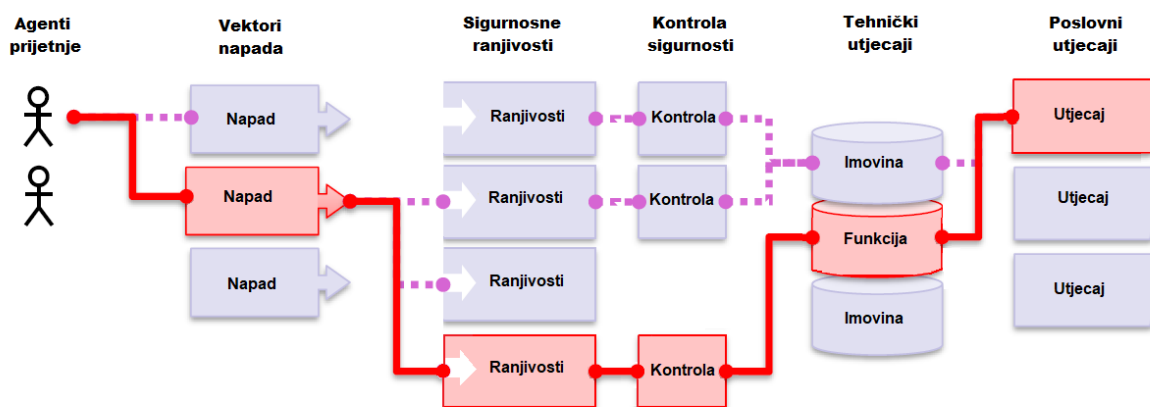 Agenti
prijetnje
Vektori
napada
Sigurnosne
ranjivosti
Kontrola
sigurnosti
Tehnički
utjecaji
Poslovni
utjecaji
Napad
Ranjivosti
Kontrola
Imovina
Utjecaj
Napad
Ranjivosti
Kontrola
Funkcija
Utjecaj
Napad
Ranjivosti
Imovina
Utjecaj
Ranjivosti
Kontrola